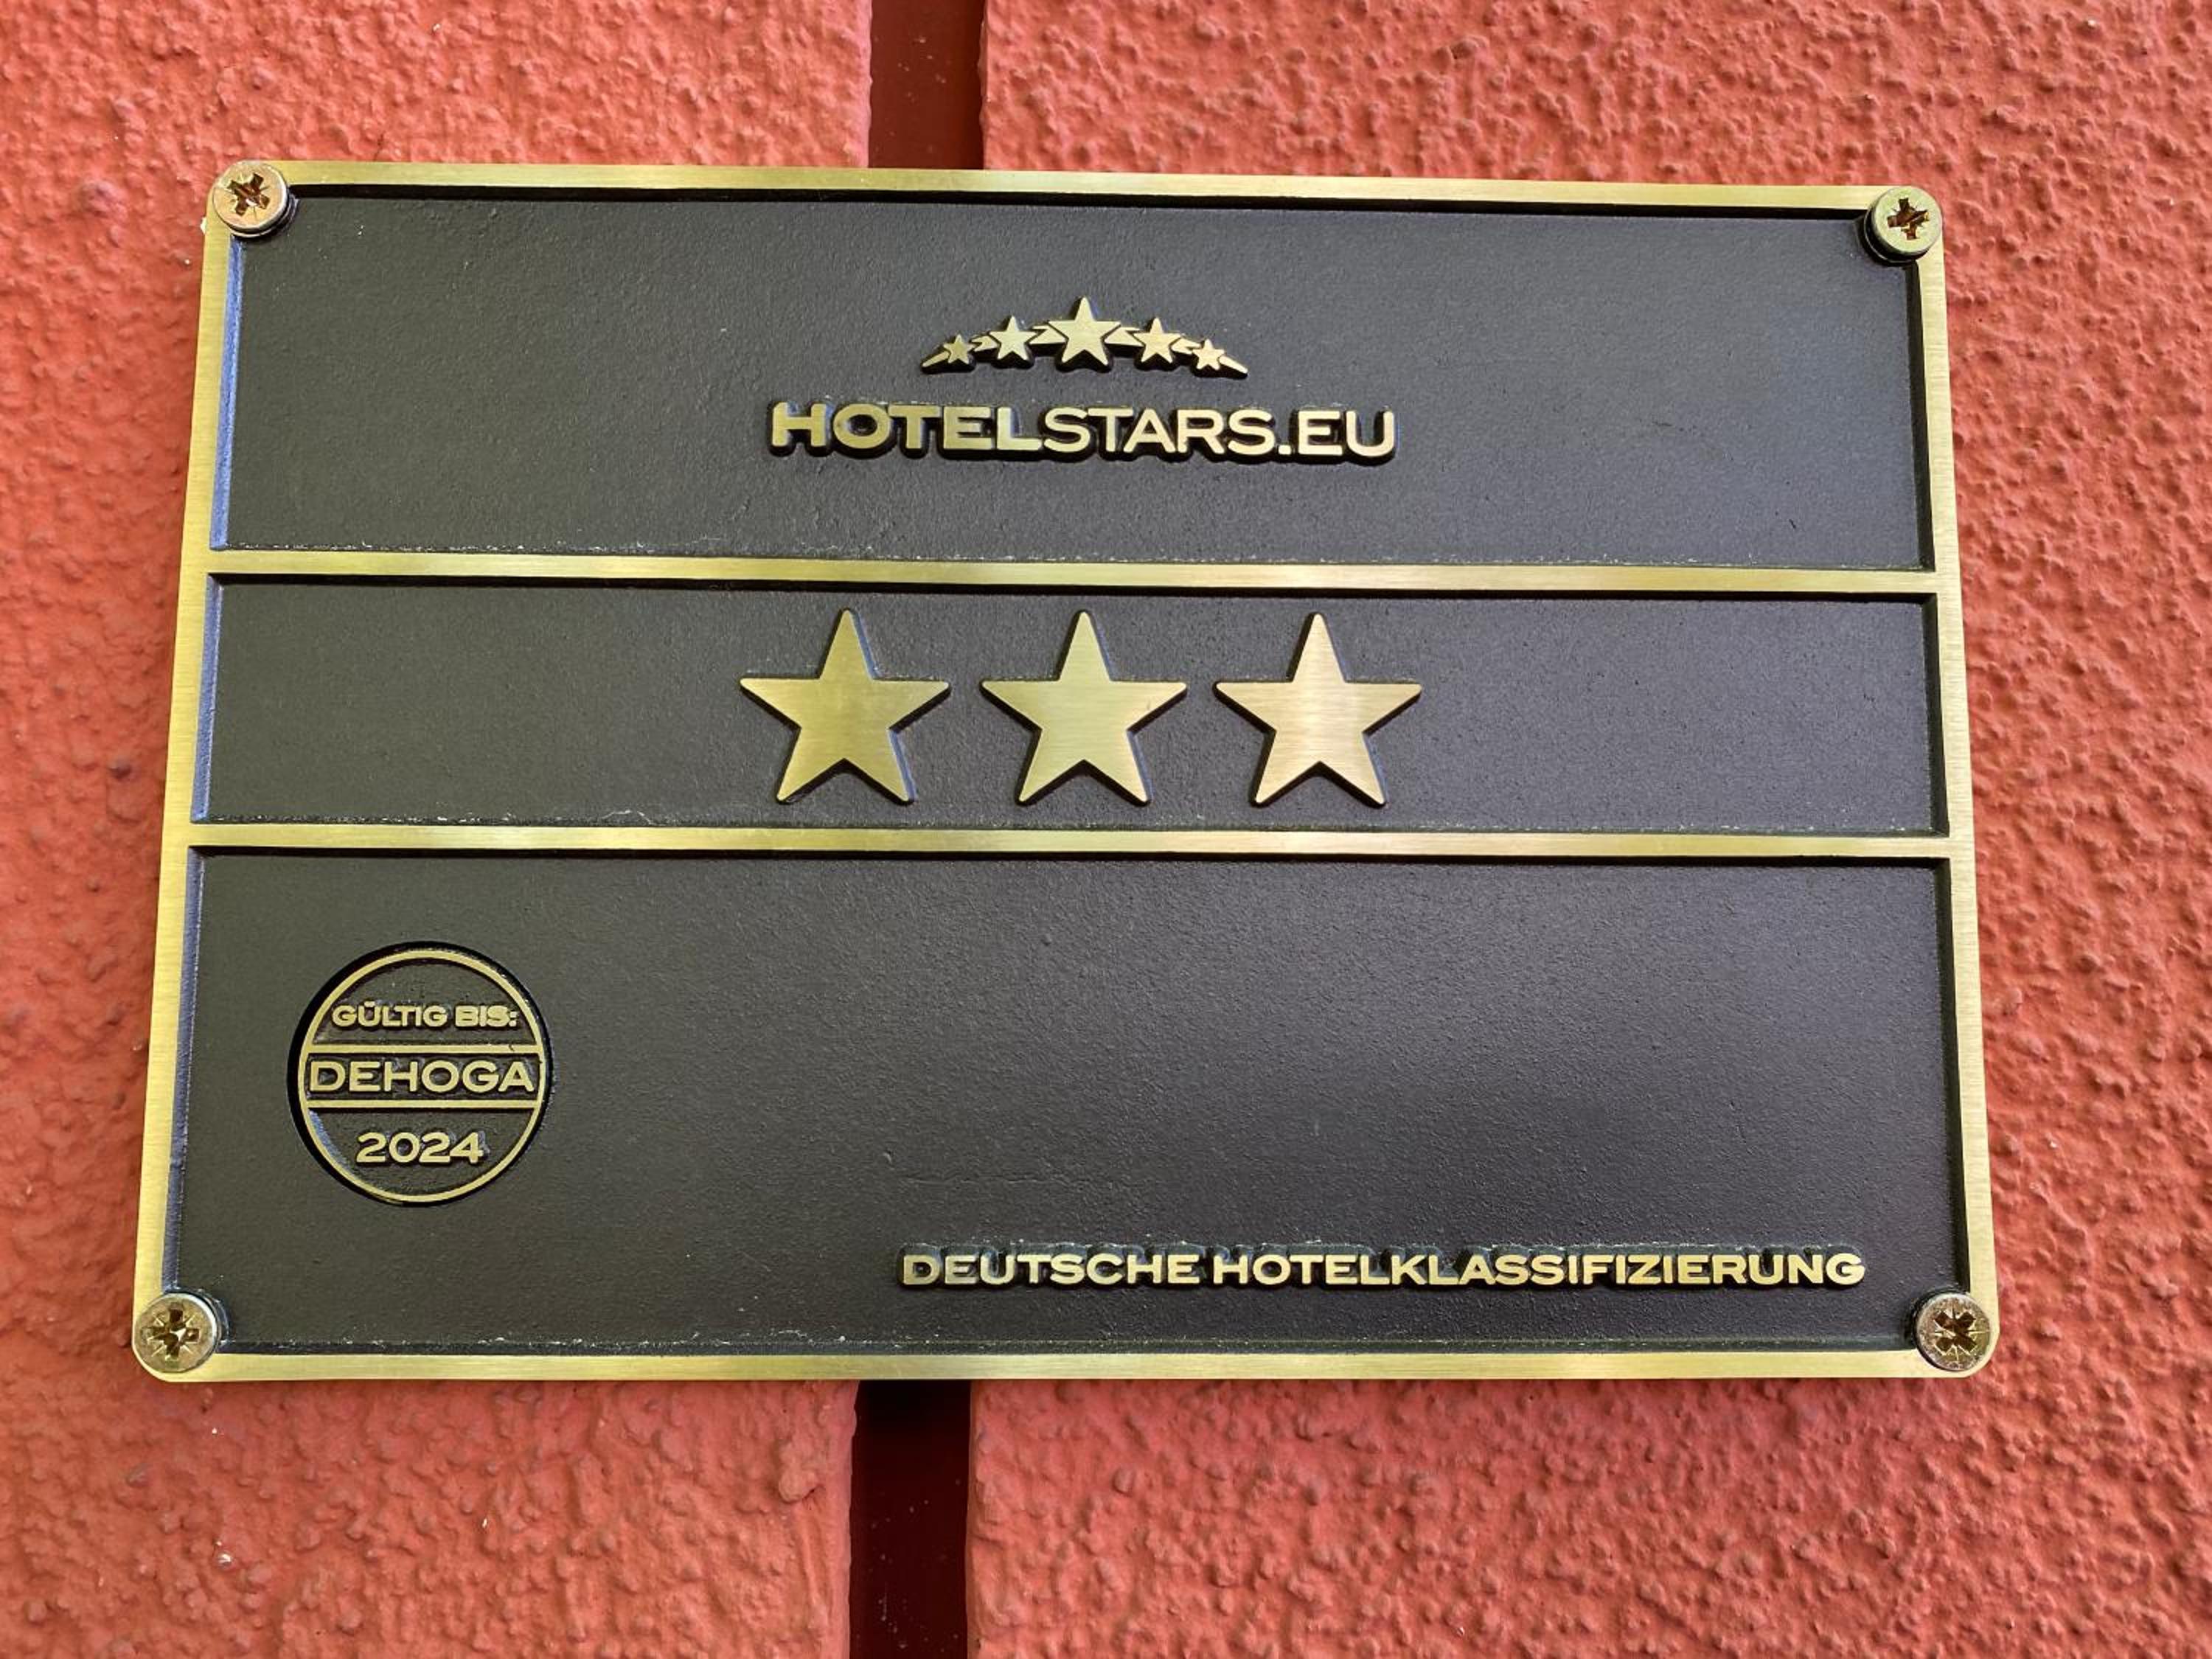 HOTELSTARS.EU
GÜLTIG BIS:
DEHOGA
2024
DEUTSCHE HOTELKLASSIFIZIERUNG